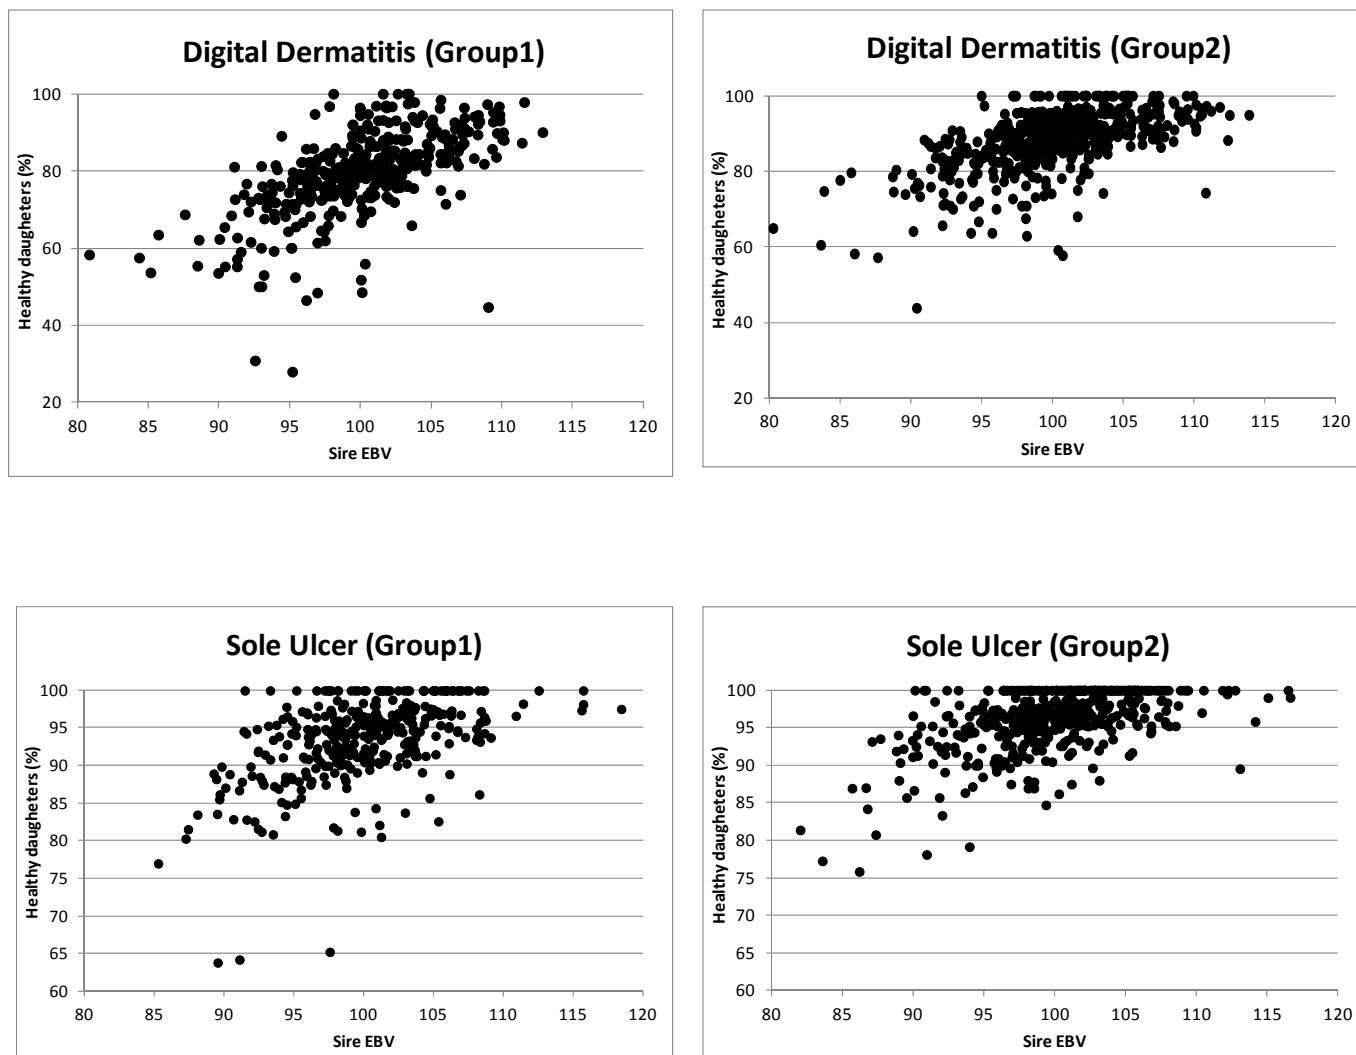 Digital Dermatitis (Group1)
Healthy daugheters (%)
100
80
60
40
20
80 85 90 95 100 105 110 115 120
Sire EBV
Digital Dermatitis (Group2)
Healthy daugheters (%)
100
80
60
40
20
80 85 90 95 100 105 110 115 120
Sire EBV
Sole Ulcer (Group1)
Healthy daugheters (%)
100
95
90
85
80
75
70
65
60
80 85 90 95 100 105 110 115 120
Sire EBV
Sole Ulcer (Group2)
Healthy daugheters (%)
100
95
90
85
80
75
70
65
60
80 85 90 95 100 105 110 115 120
Sire EBV